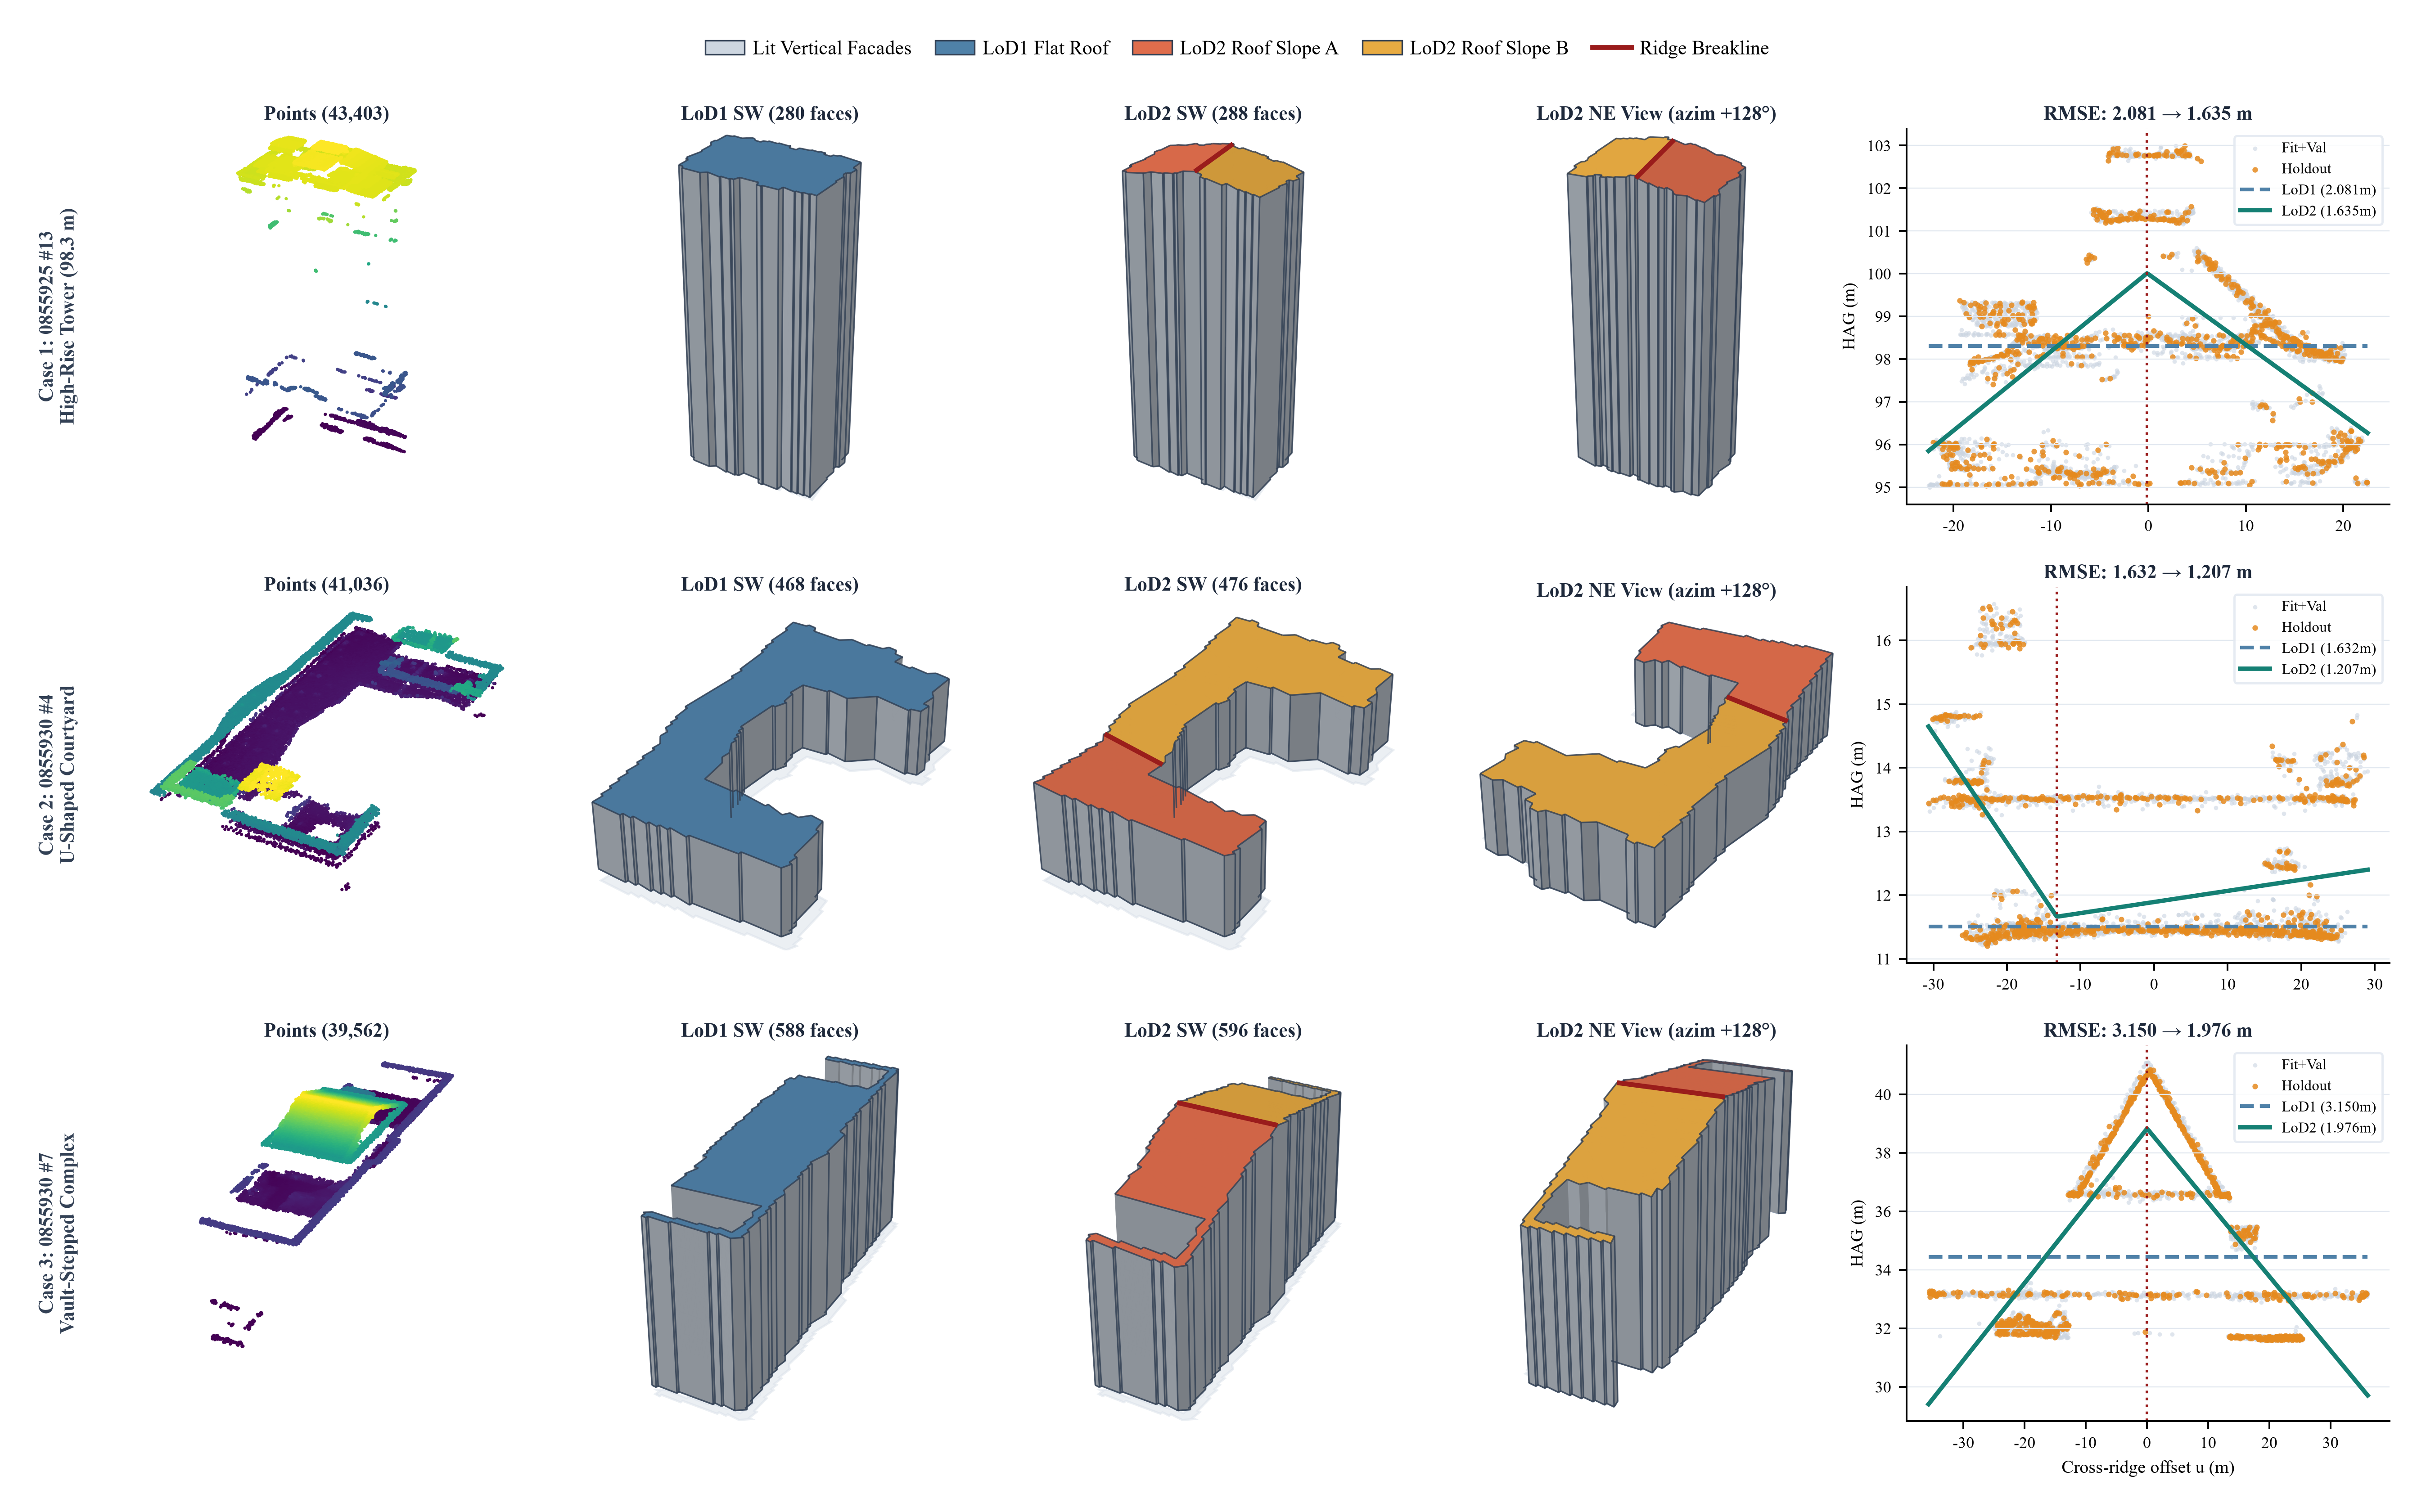 Lit Vertical Facades
LoD1 Flat Roof
LoD2 Roof Slope A
LoD2 Roof Slope B
Ridge Breakline
Case 1: 0855925 #13
High-Rise Tower (98.3 m)
Points (43,403)
LoD1 SW (280 faces)
LoD2 SW (288 faces)
LoD2 NE View (azim +128°)
RMSE: 2.081 → 1.635 m
Fit+Val
Holdout
LoD1 (2.081m)
LoD2 (1.635m)
HAG (m)
103
102
101
100
99
98
97
96
95
-20
-10
0
10
20
Case 2: 0855930 #4
U-Shaped Courtyard
Points (41,036)
LoD1 SW (468 faces)
LoD2 SW (476 faces)
LoD2 NE View (azim +128°)
RMSE: 1.632 → 1.207 m
Fit+Val
Holdout
LoD1 (1.632m)
LoD2 (1.207m)
HAG (m)
16
15
14
13
12
11
-30
-20
-10
0
10
20
30
Case 3: 0855930 #7
Vault-Stepped Complex
Points (39,562)
LoD1 SW (588 faces)
LoD2 SW (596 faces)
LoD2 NE View (azim +128°)
RMSE: 3.150 → 1.976 m
Fit+Val
Holdout
LoD1 (3.150m)
LoD2 (1.976m)
HAG (m)
40
38
36
34
32
30
-30
-20
-10
0
10
20
30
Cross-ridge offset u (m)